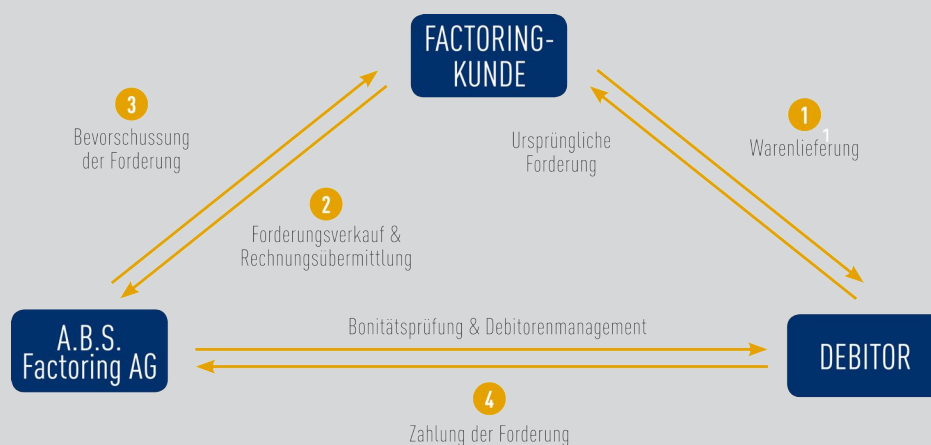 FACTORING-
KUNDE
3
Bevorschussung
der Forderung
Ursprüngliche
Forderung
1
1
Warenlieferung
2
Forderungsverkauf &
Rechnungsübermittlung
A.B.S.
Factoring AG
Bonitätsprüfung & Debitorenmanagement
DEBITOR
4
Zahlung der Forderung